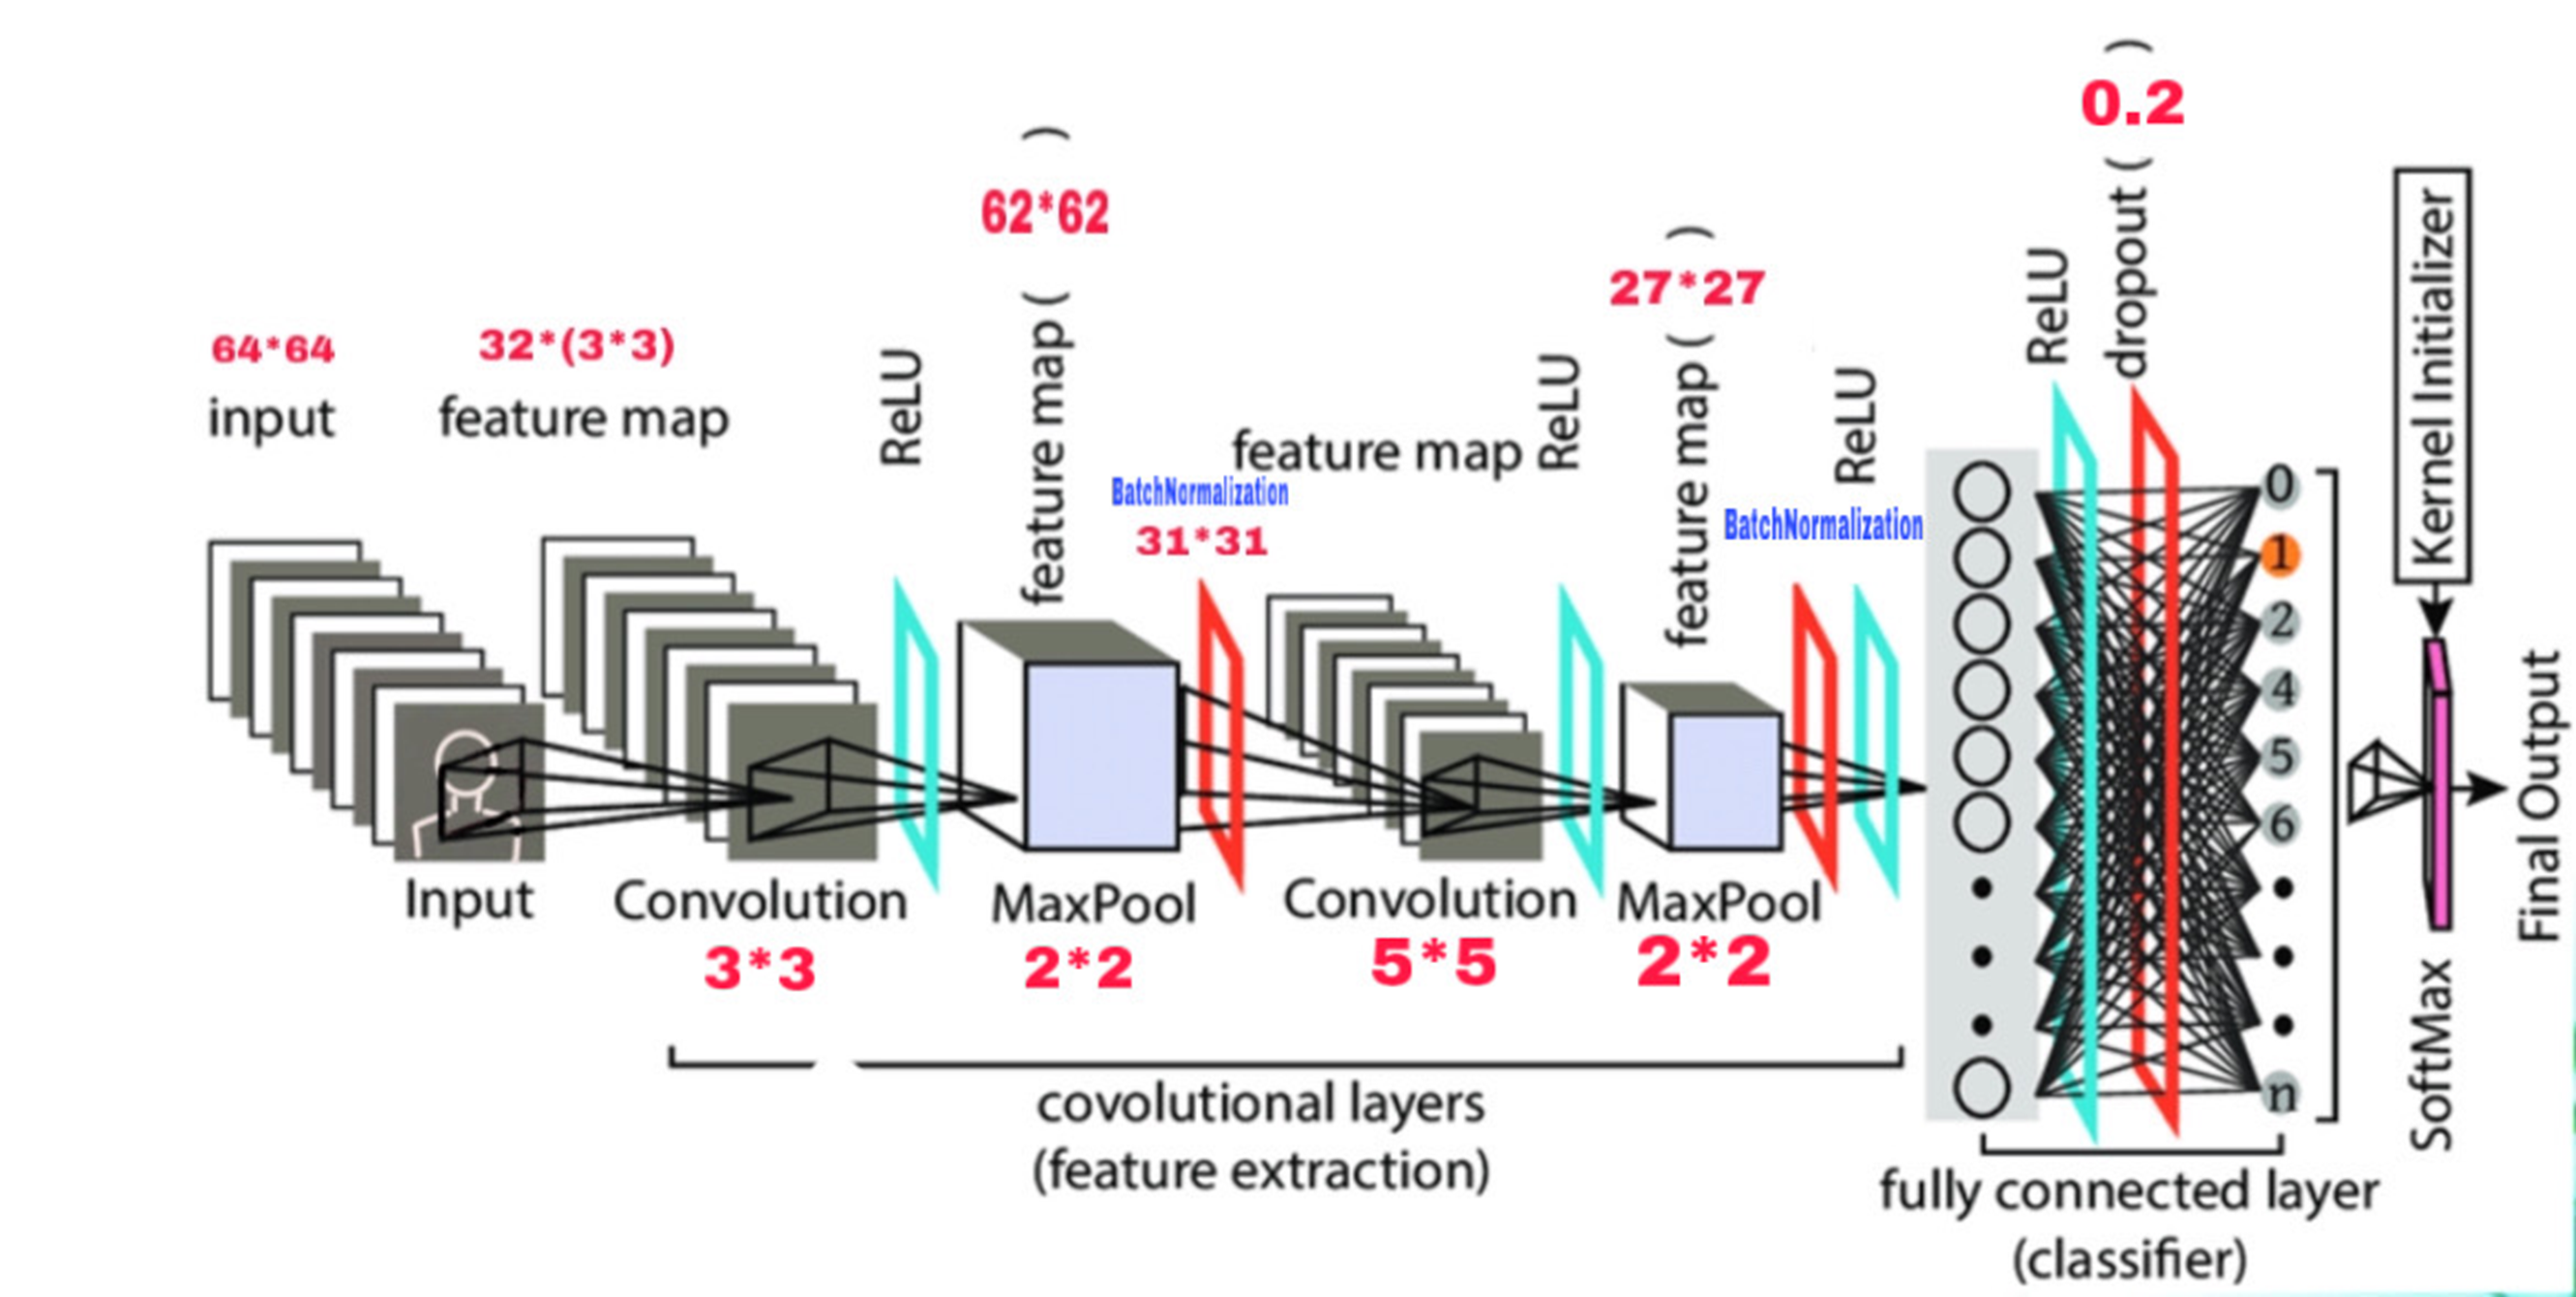 64*64
input
32*(3*3)
feature map
ReLU
feature map ( 62*62 )
BatchNormalization
31*31
feature map
ReLU
feature map ( 27*27 )
BatchNormalization
ReLU
ReLU
dropout ( 0.2 )
Kernel Initializer
0
1
2
4
5
6
n
Input
Convolution
3*3
MaxPool
2*2
Convolution
5*5
MaxPool
2*2
SoftMax
Final Output
covolutional layers
(feature extraction)
fully connected layer
(classifier)